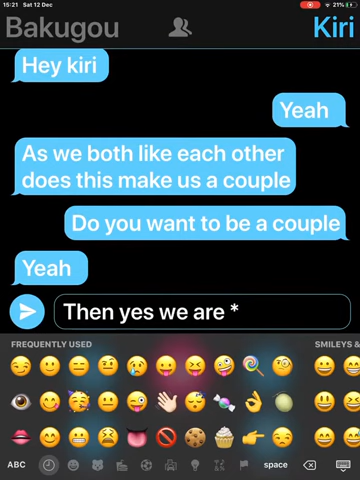 15:21 Sat 12 Dec 21%
Bakugou Kiri
Hey kiri
Yeah
As we both like each other
does this make us a couple
Do you want to be a couple
Yeah
Then yes we are *
FREQUENTLY USED SMILEYS &
ABC space